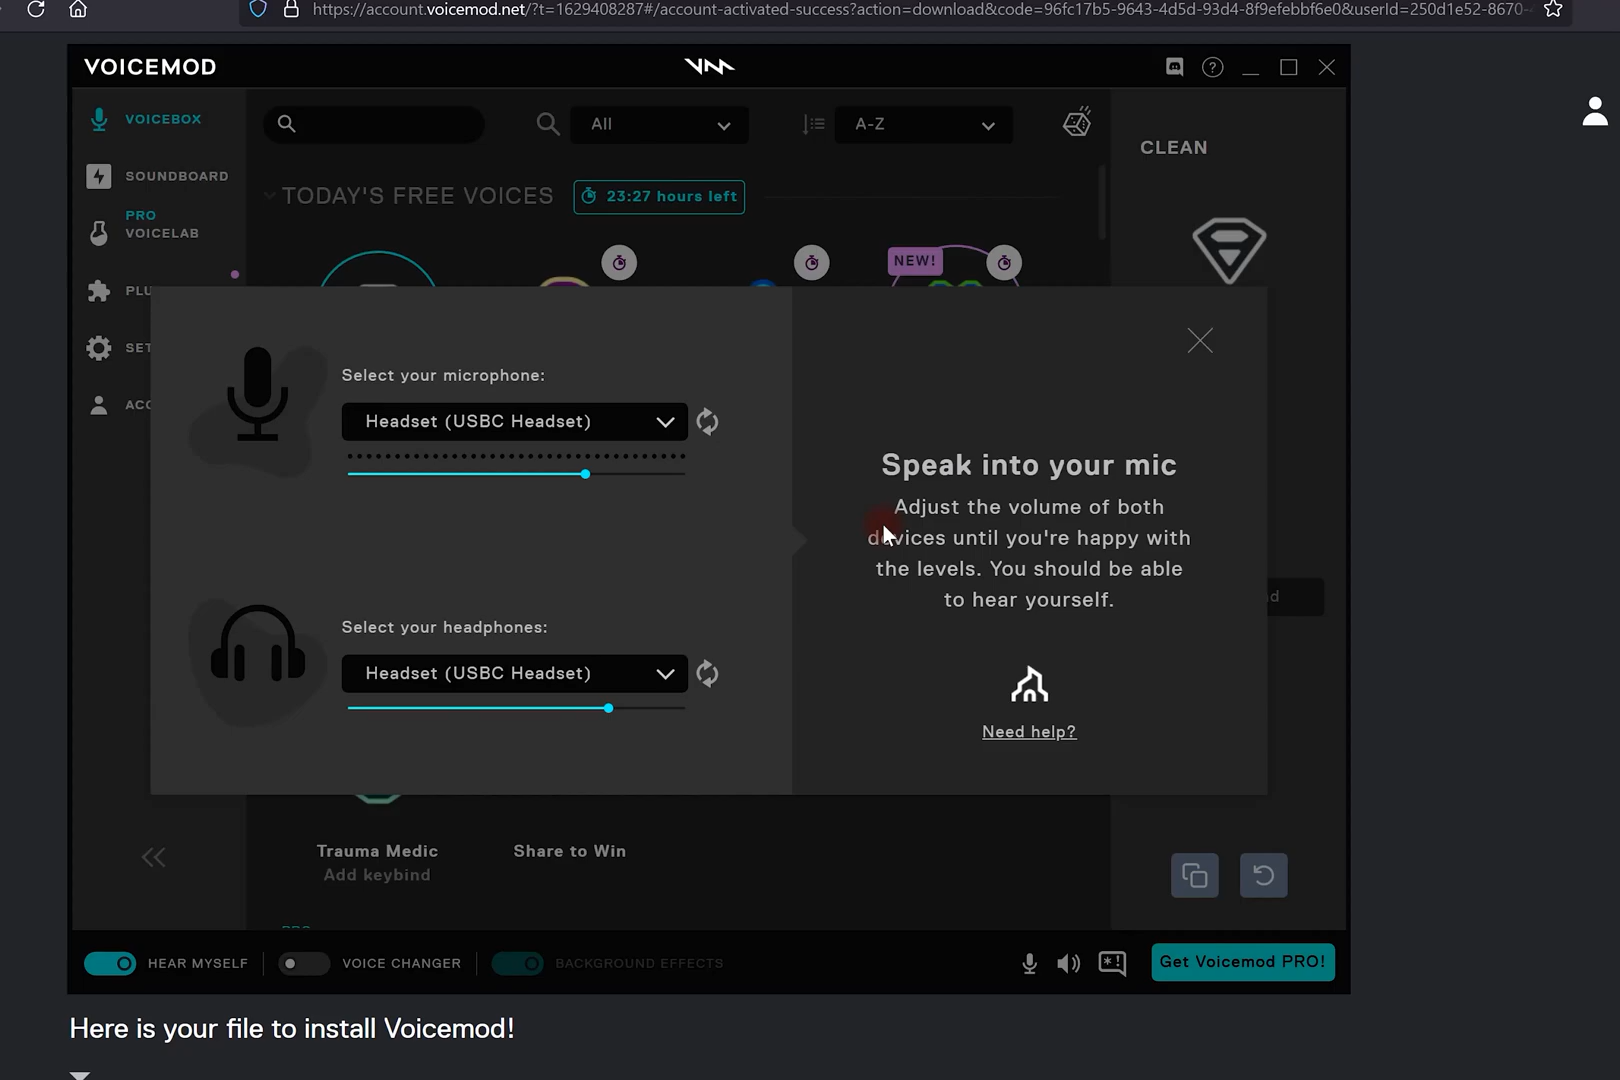 https://account.voicemod.net/?t=1629408287#/account-activated-success?action=download&code=96fc17b5-9643-4d5d-93d4-8f9efebbf6e0&userId=250d1e52-8670-
VOICEMOD
VOICEBOX
All
A-Z
CLEAN
SOUNDBOARD
TODAY'S FREE VOICES
23:27 hours left
PRO
VOICELAB
NEW!
PLU
SET
ACC
Select your microphone:
Headset (USBC Headset)
Speak into your mic
Adjust the volume of both
devices until you're happy with
the levels. You should be able
to hear yourself.
Select your headphones:
Headset (USBC Headset)
Need help?
Trauma Medic
Add keybind
Share to Win
HEAR MYSELF
VOICE CHANGER
BACKGROUND EFFECTS
Get Voicemod PRO!
Here is your file to install Voicemod!